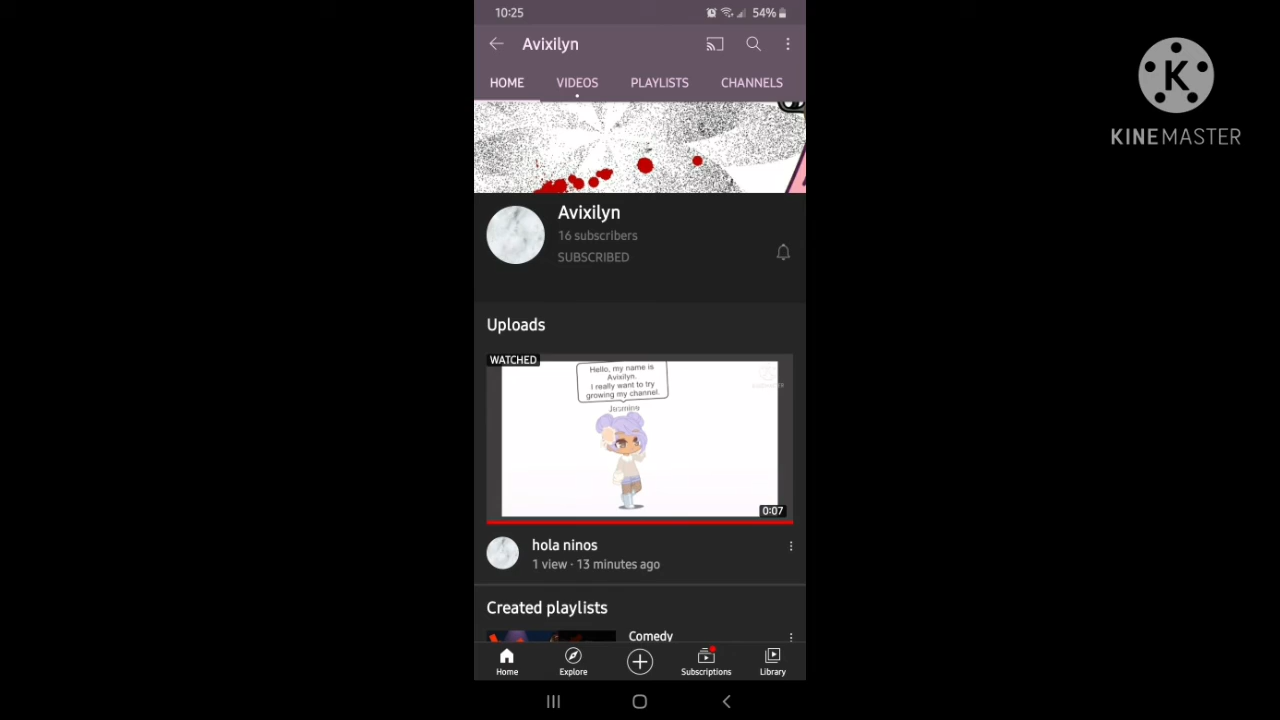 10:25
54%
Avixilyn
HOME VIDEOS PLAYLISTS CHANNELS
KINEMASTER
Avixilyn
16 subscribers
SUBSCRIBED
Uploads
WATCHED
Hello, my name is
Avixilyn.
I really want to try
growing my channel.
Jasmine
0:07
hola ninos
1 view · 13 minutes ago
Created playlists
Comedy
Home Explore Subscriptions Library